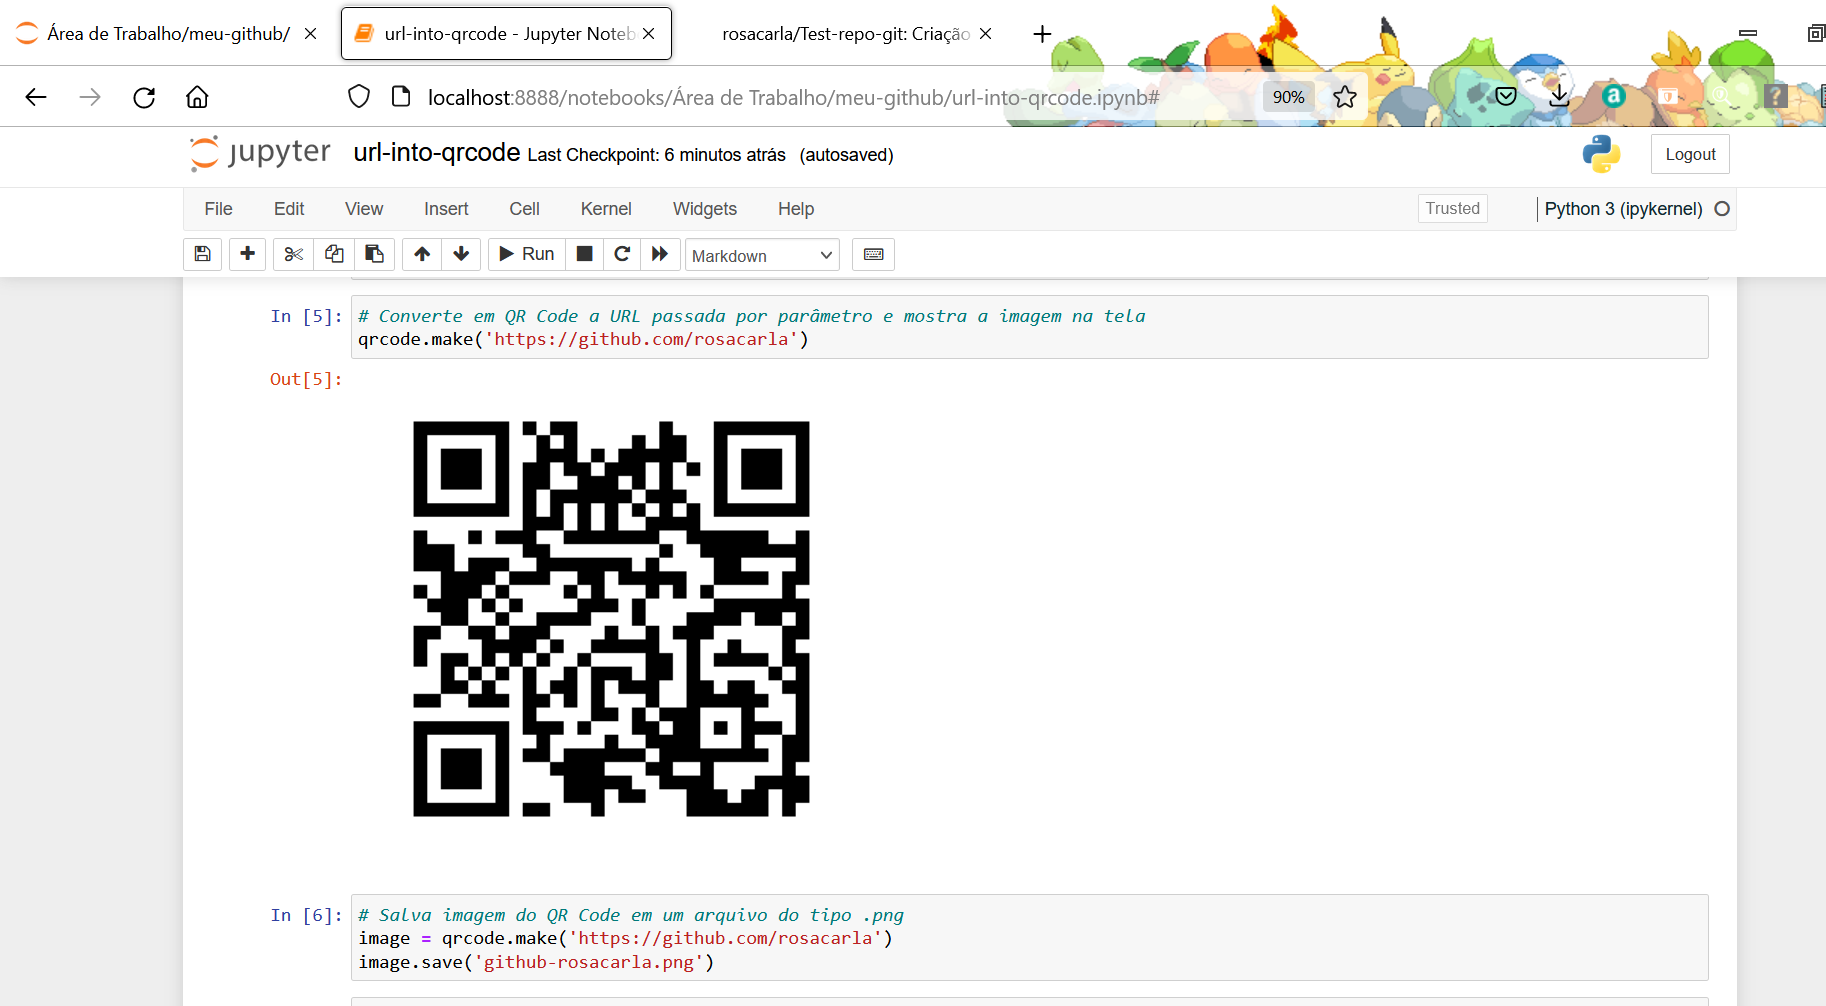 Área de Trabalho/meu-github/
url-into-qrcode - Jupyter Noteb
rosacarla/Test-repo-git: Criação
localhost:8888/notebooks/Área de Trabalho/meu-github/url-into-qrcode.ipynb#
90%
jupyter url-into-qrcode Last Checkpoint: 6 minutos atrás (autosaved)
Logout
File Edit View Insert Cell Kernel Widgets Help
Trusted
Python 3 (ipykernel)
Run
Markdown
In [5]: # Converte em QR Code a URL passada por parâmetro e mostra a imagem na tela
qrcode.make('https://github.com/rosacarla')
Out[5]:
In [6]: # Salva imagem do QR Code em um arquivo do tipo .png
image = qrcode.make('https://github.com/rosacarla')
image.save('github-rosacarla.png')